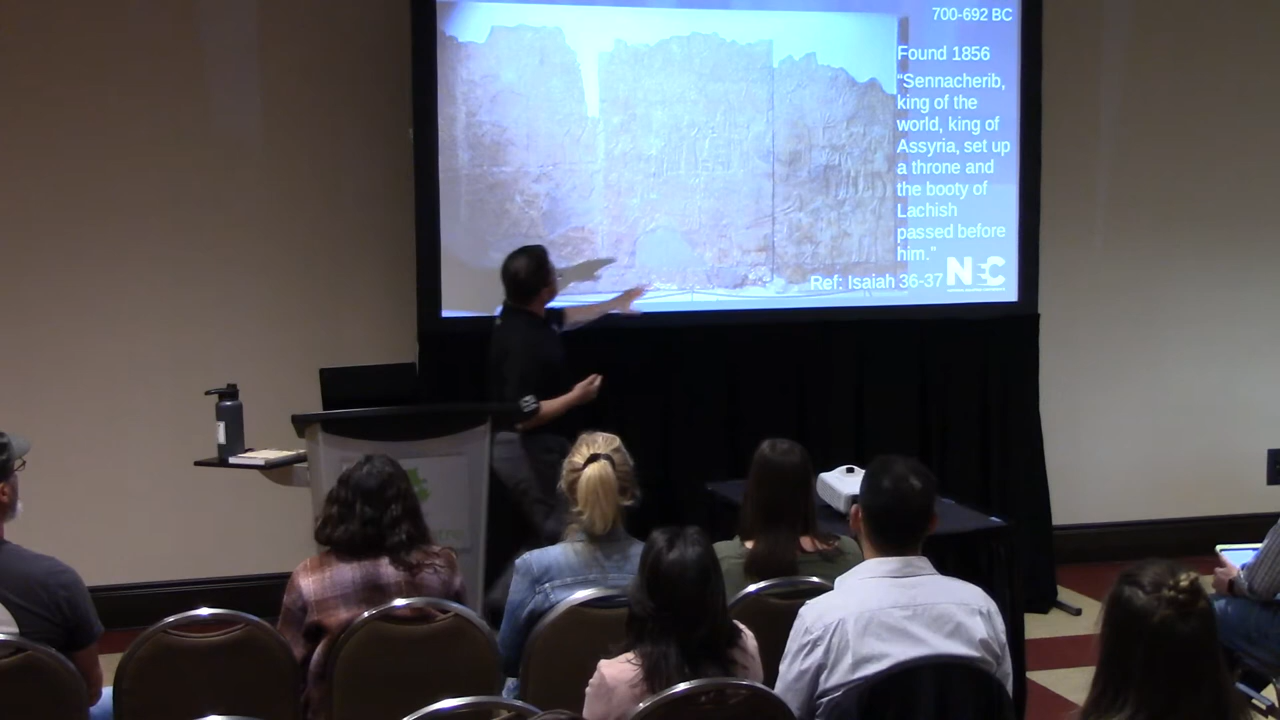 700-692 BC
Found 1856
“Sennacherib,
king of the
world, king of
Assyria, set up
a throne and
the booty of
Lachish
passed before
him.”
Ref: Isaiah 36-37